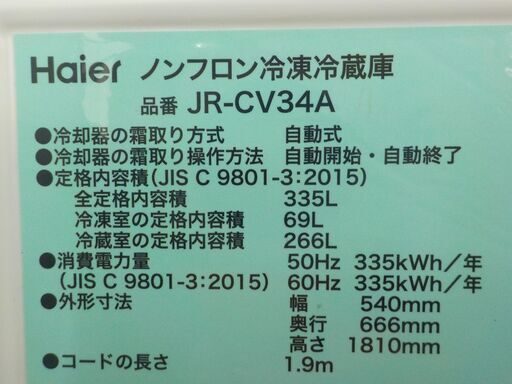 Haier ノンフロン冷凍冷蔵庫
品番 JR-CV34A
●冷却器の霜取り方式 自動式
●冷却器の霜取り操作方法 自動開始・自動終了
●定格内容積(JIS C 9801-3:2015)
全定格内容積 335L
冷凍室の定格内容積 69L
冷蔵室の定格内容積 266L
●消費電力量 50Hz 335kWh/年
(JIS C 9801-3:2015) 60Hz 335kWh/年
●外形寸法 幅 540mm
奥行 666mm
高さ 1810mm
●コードの長さ 1.9m